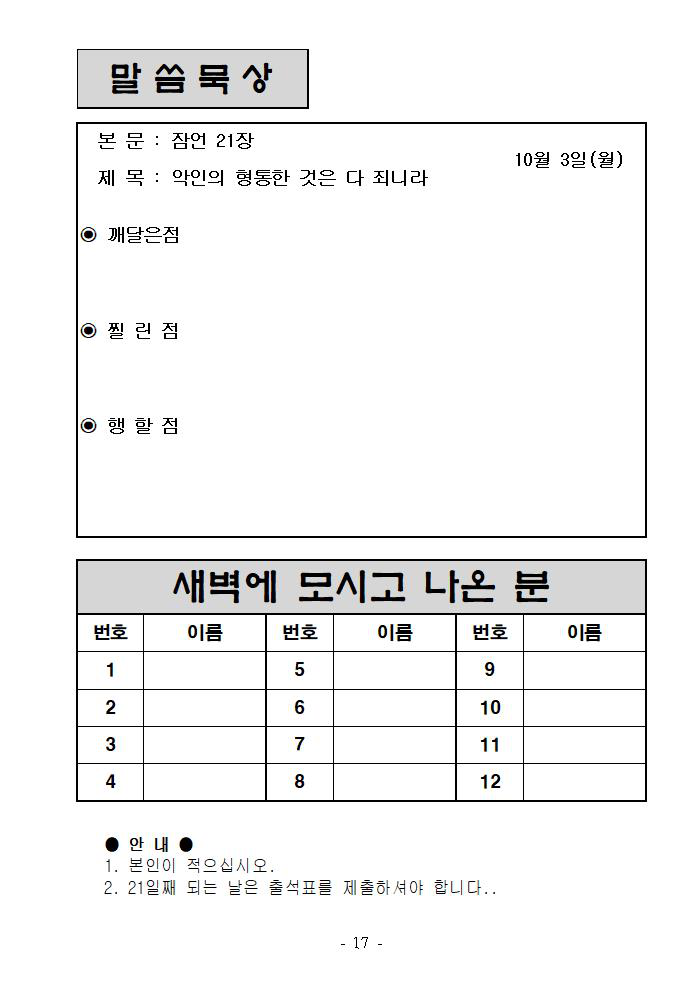 말 씀 묵 상
본 문 : 잠언 21장
10월 3일(월)
제 목 : 악인의 형통한 것은 다 죄니라
◉ 깨달은점
◉ 찔 린 점
◉ 행 할 점
새벽에 모시고 나온 분
번호 이름 번호 이름 번호 이름
1 5 9
2 6 10
3 7 11
4 8 12
● 안 내 ●
1. 본인이 적으십시오.
2. 21일째 되는 날은 출석표를 제출하셔야 합니다..
- 17 -